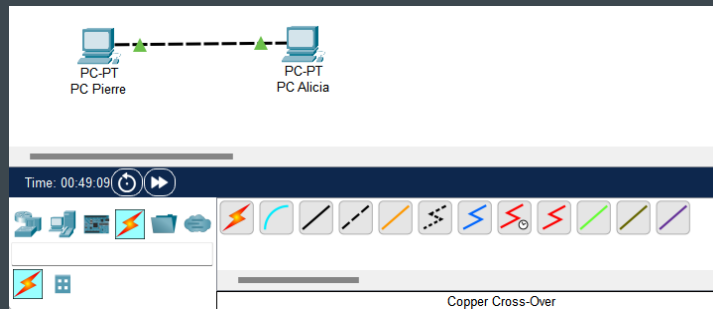 PC-PT
PC Pierre
PC-PT
PC Alicia
Time: 00:49:09
Copper Cross-Over